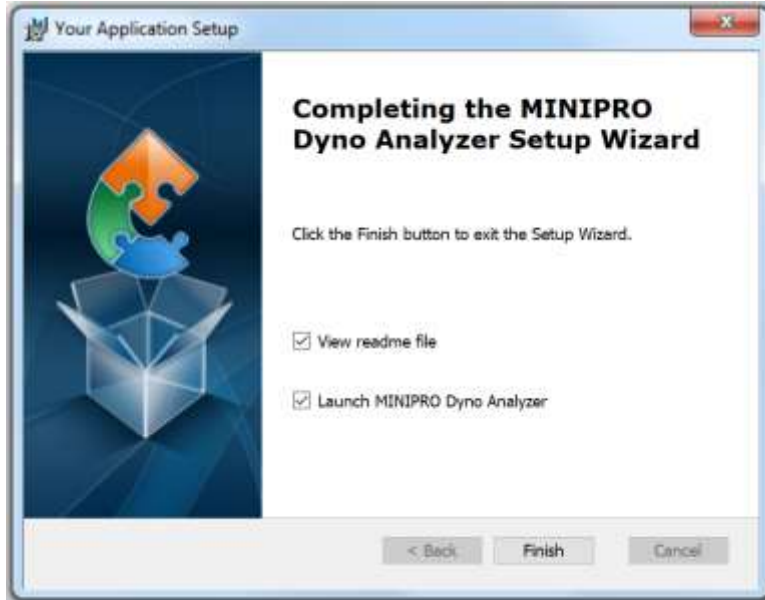 Your Application Setup
Completing the MINIPRO
Dyno Analyzer Setup Wizard
Click the Finish button to exit the Setup Wizard.
View readme file
Launch MINIPRO Dyno Analyzer
< Back Finish Cancel